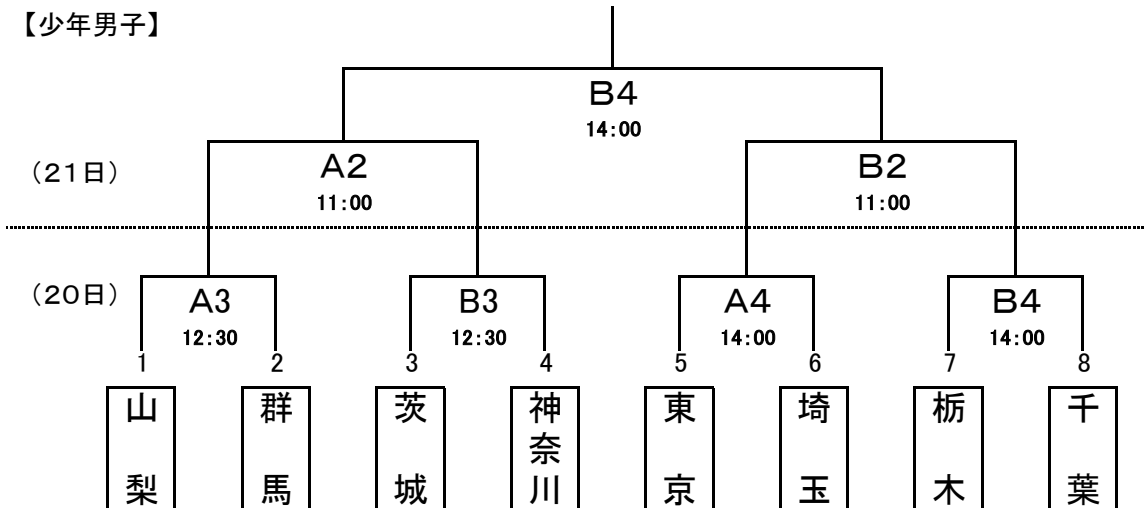 【少年男子】
B4
14:00
(21日)
A2
11:00
B2
11:00
(20日)
A3
12:30
B3
12:30
A4
14:00
B4
14:00
1 2 3 4 5 6 7 8
山梨
群馬
茨城
神奈川
東京
埼玉
栃木
千葉